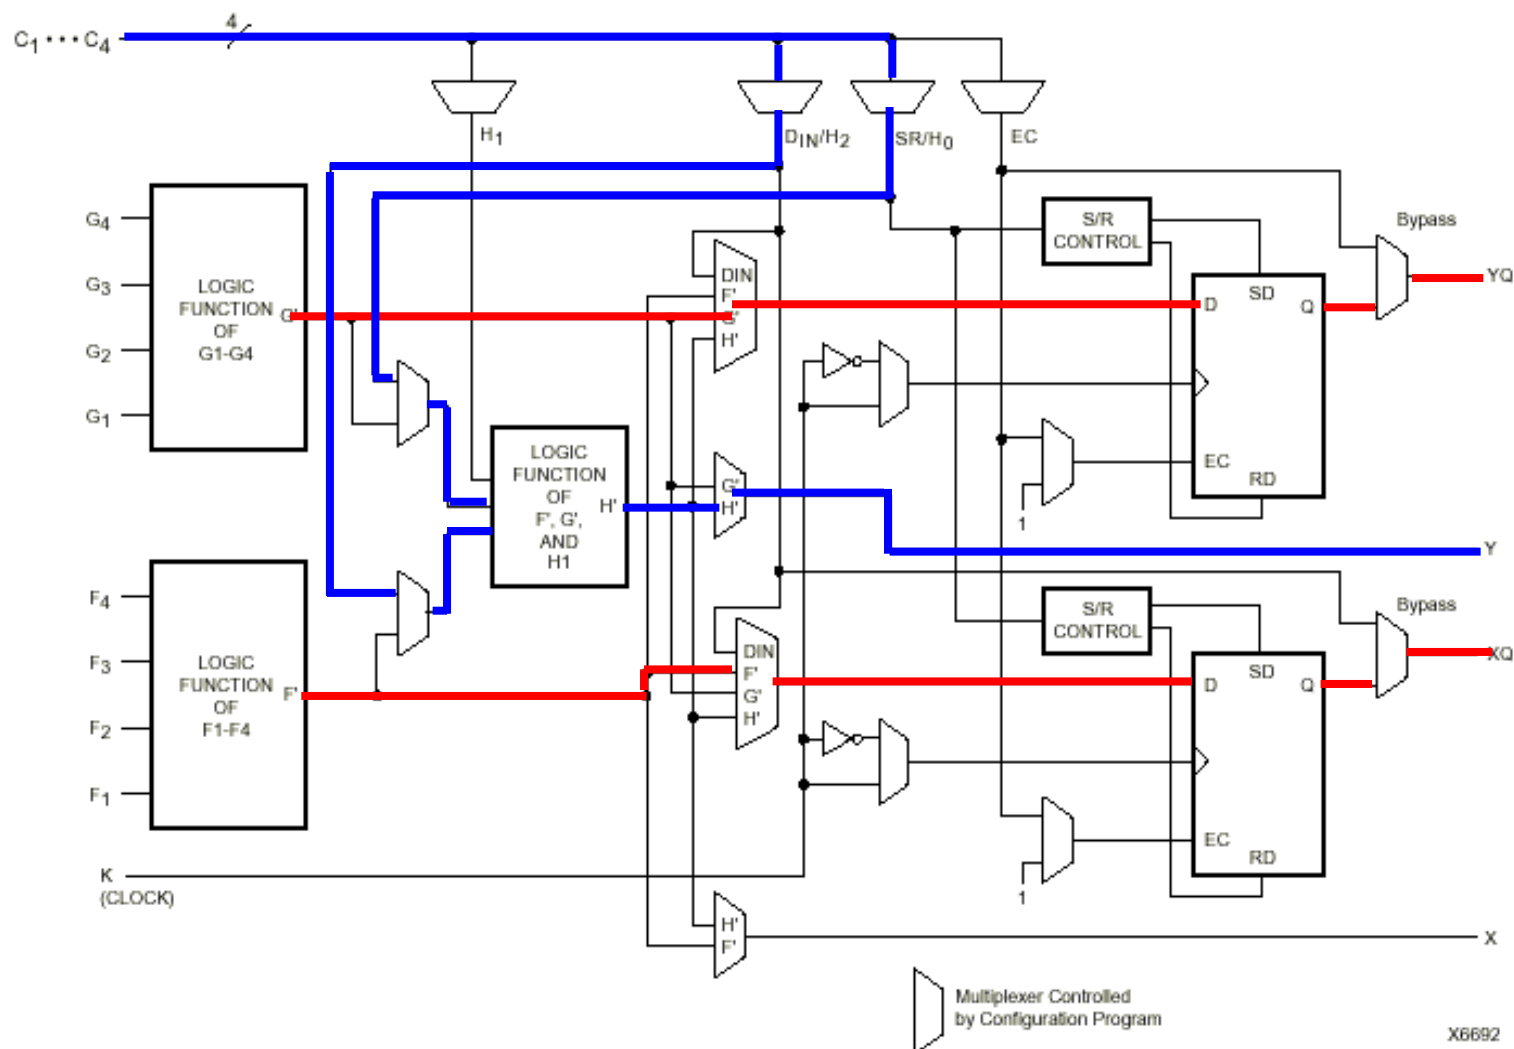 C1 • • • C4
4
H1
DIN/H2
SR/H0
EC
G4
G3
G2
G1
LOGIC
FUNCTION
OF
G1-G4
G'
DIN
F'
G'
H'
S/R
CONTROL
Bypass
YQ
D
SD
Q
EC
RD
1
LOGIC
FUNCTION
OF
F', G',
AND
H1
H'
G'
H'
Y
F4
F3
F2
F1
LOGIC
FUNCTION
OF
F1-F4
F'
DIN
F'
G'
H'
S/R
CONTROL
Bypass
XQ
D
SD
Q
EC
RD
1
K
(CLOCK)
H'
F'
X
Multiplexer Controlled
by Configuration Program
X6692